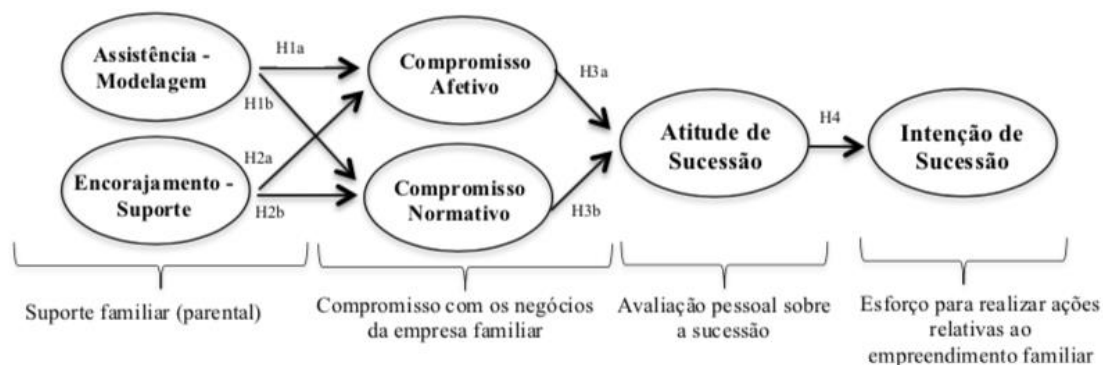 Assistência -
Modelagem
H1a
H1b
Compromisso
Afetivo
H3a
Encorajamento -
Suporte
H2a
H2b
Compromisso
Normativo
H3b
Atitude de
Sucessão
H4
Intenção de
Sucessão
Suporte familiar (parental)
Compromisso com os negócios
da empresa familiar
Avaliação pessoal sobre
a sucessão
Esforço para realizar ações
relativas ao
empreendimento familiar